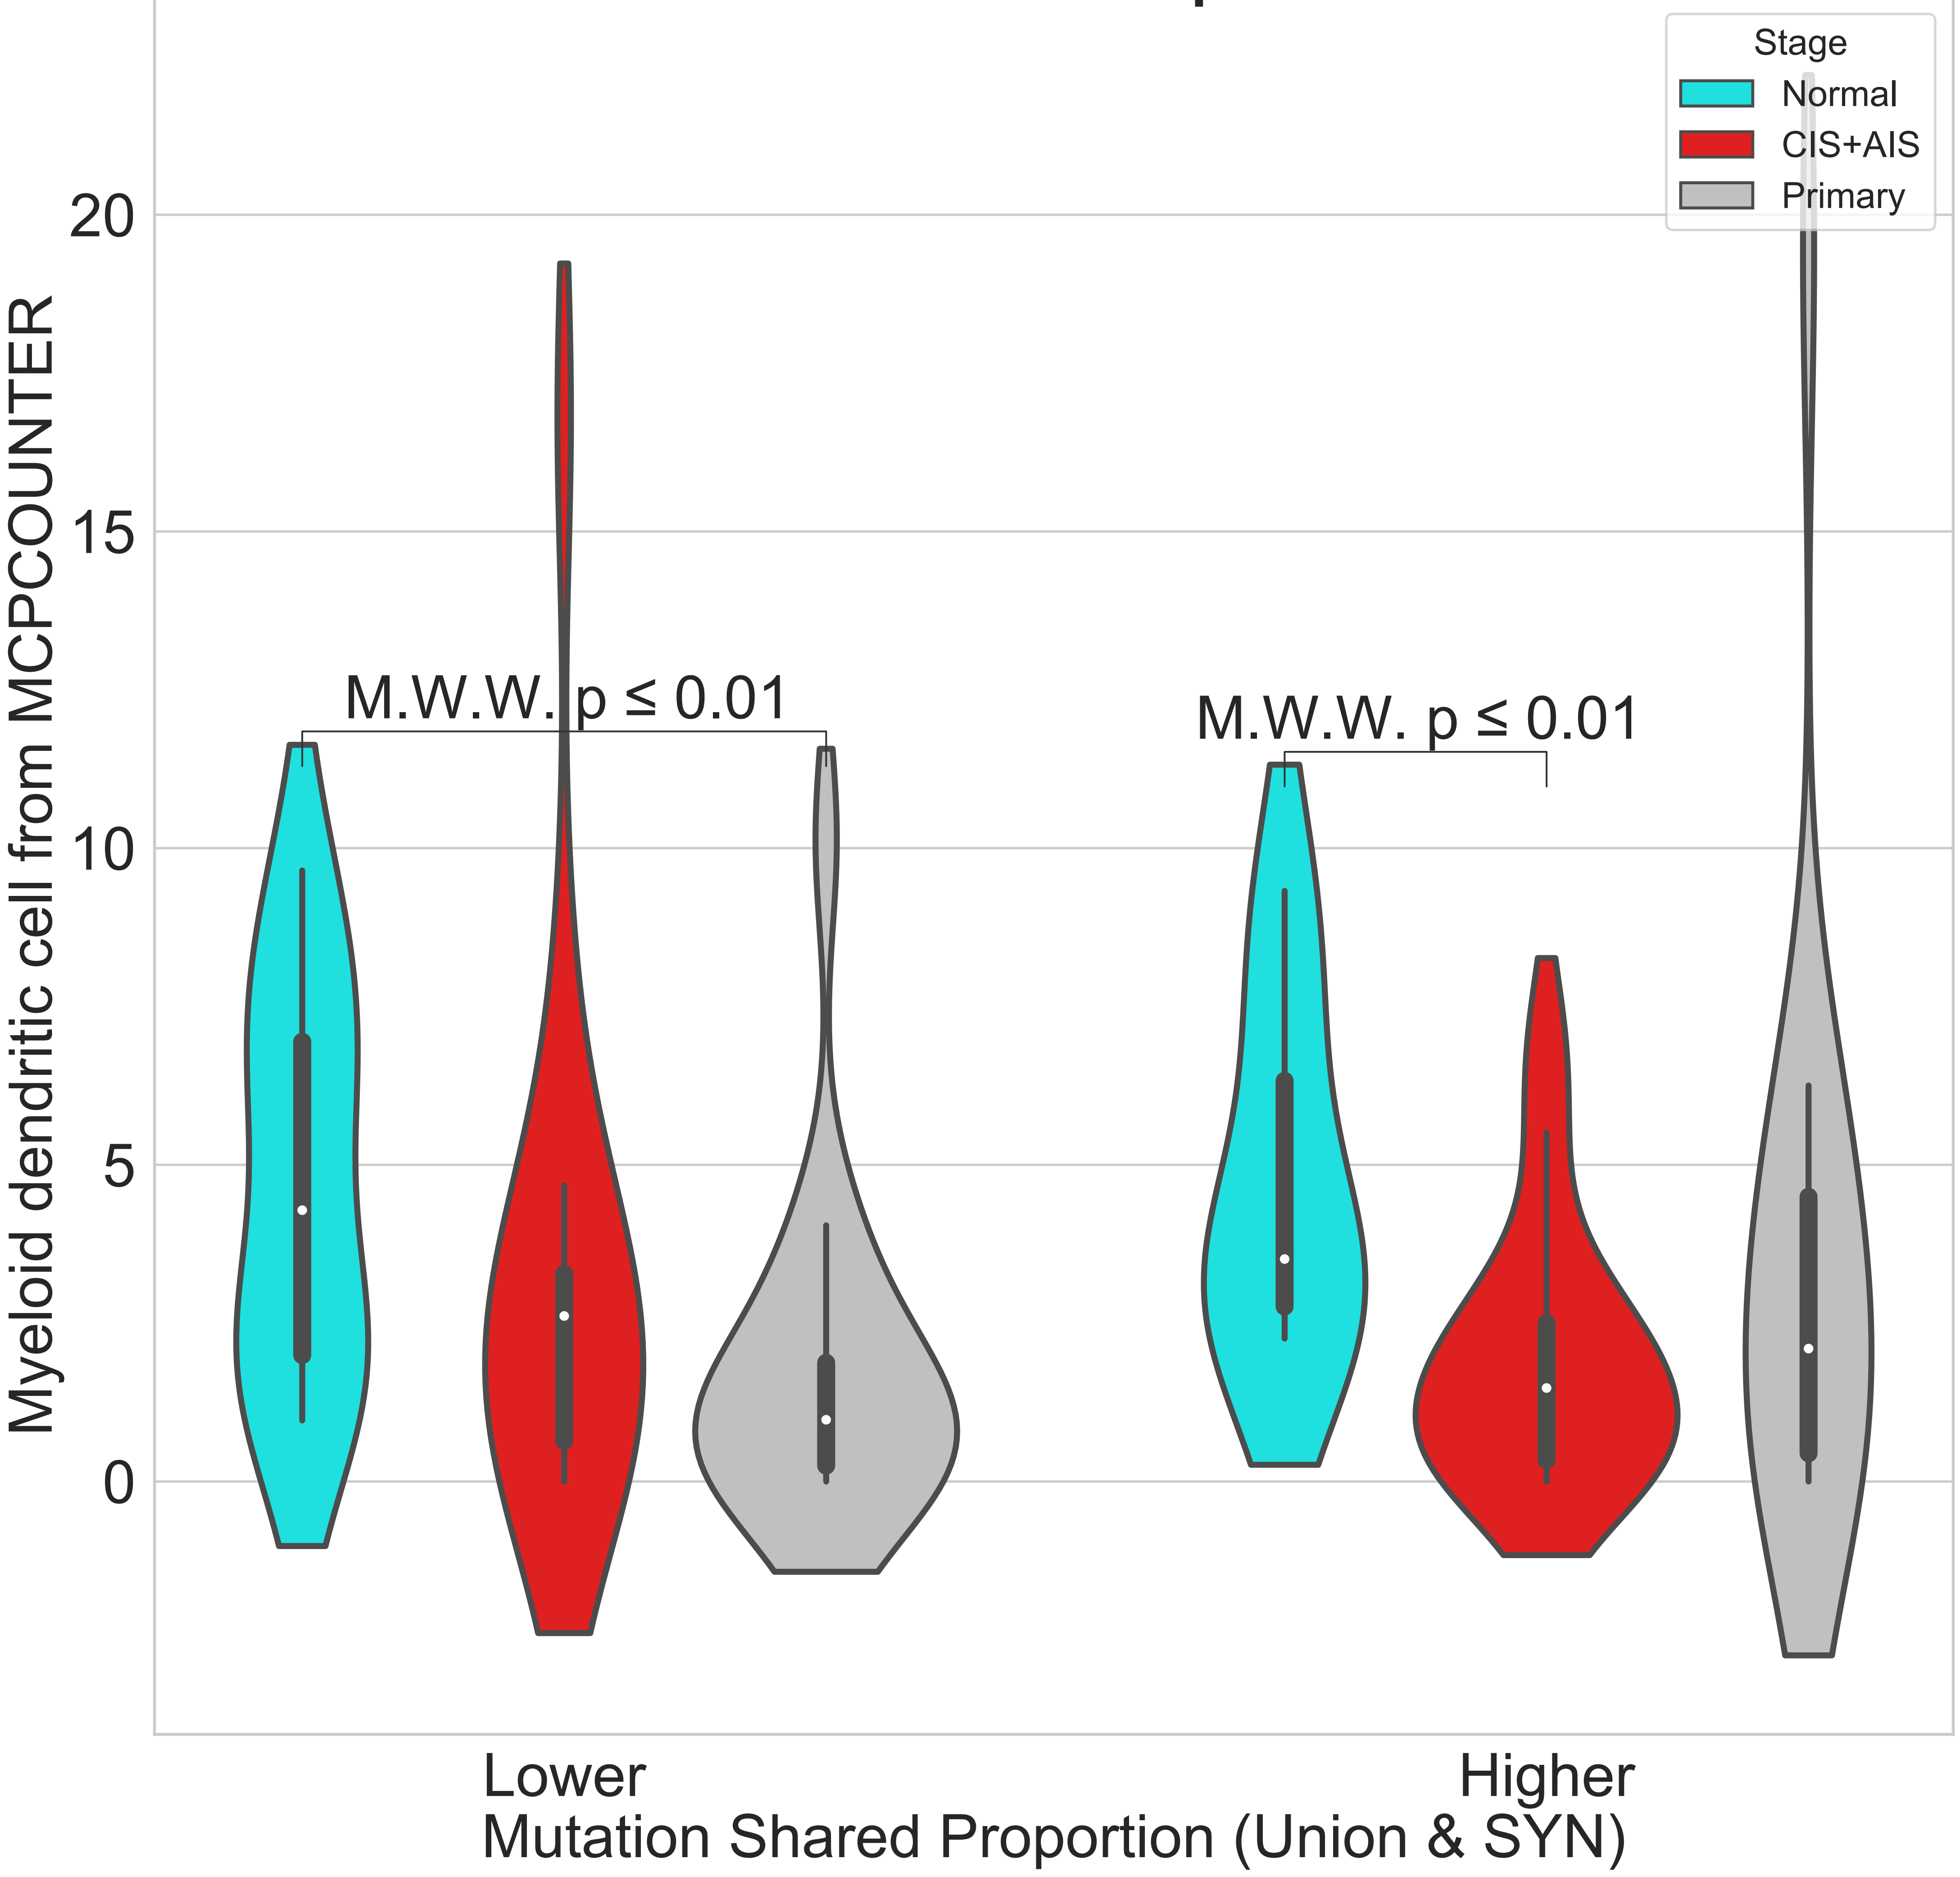 Stage
Normal
CIS+AIS
Primary
20
15
10
5
0
Myeloid dendritic cell from MCPCOUNTER
M.W.W. p ≤ 0.01
M.W.W. p ≤ 0.01
Lower
Higher
Mutation Shared Proportion (Union & SYN)